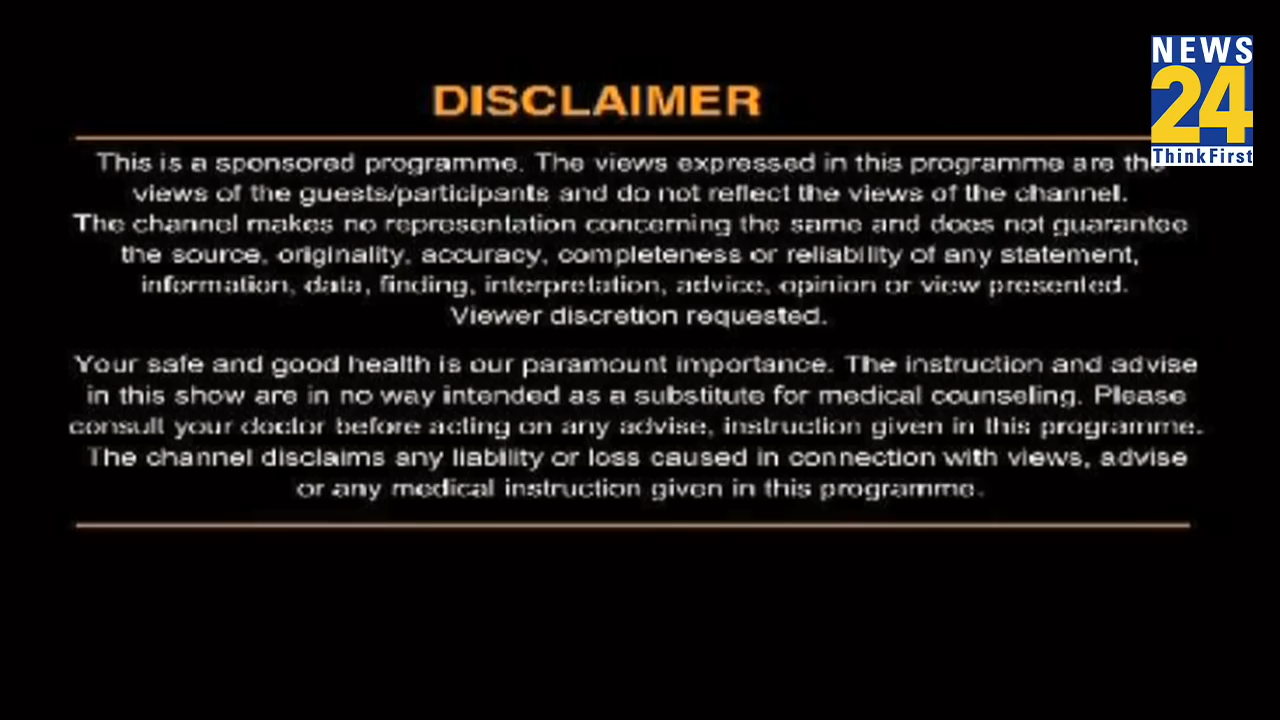 DISCLAIMER
NEWS
24
ThinkFirst
This is a sponsored programme. The views expressed in this programme are the
views of the guests/participants and do not reflect the views of the channel.
The channel makes no representation concerning the same and does not guarantee
the source, originality, accuracy, completeness or reliability of any statement,
information, data, finding, interpretation, advice, opinion or view presented.
Viewer discretion requested.
Your safe and good health is our paramount importance. The instruction and advise
in this show are in no way intended as a substitute for medical counseling. Please
consult your doctor before acting on any advise, instruction given in this programme.
The channel disclaims any liability or loss caused in connection with views, advise
or any medical instruction given in this programme.